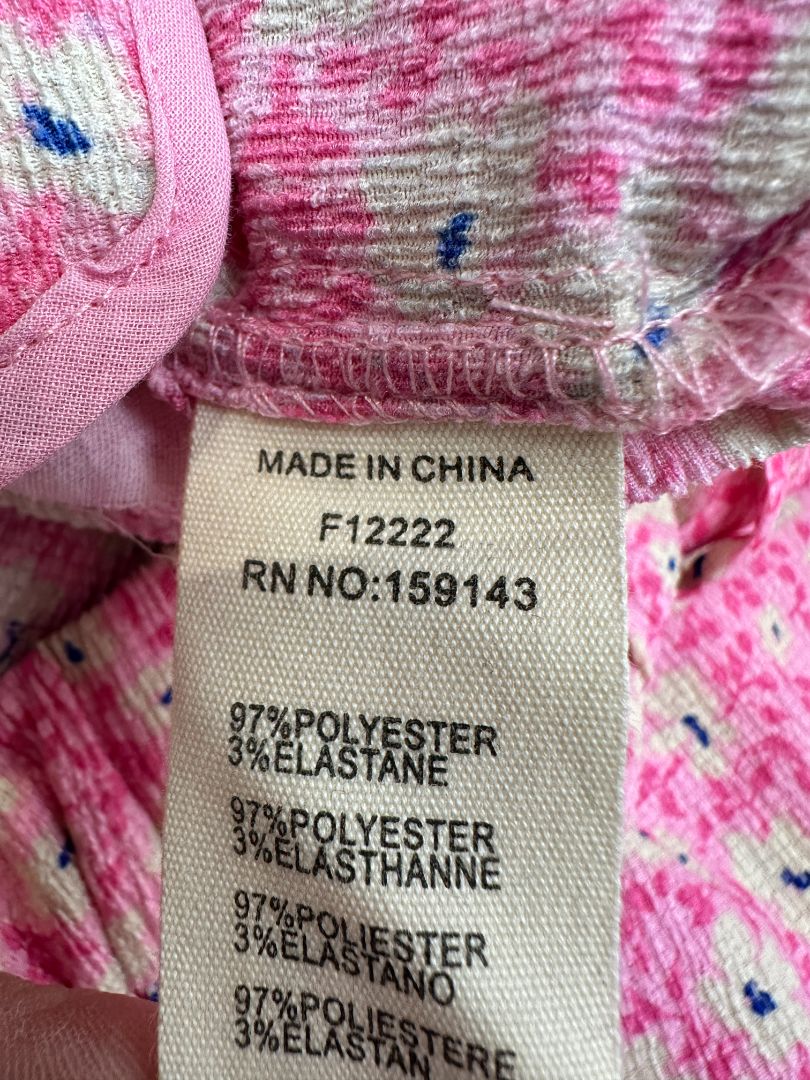 MADE IN CHINA
F12222
RN NO:159143
97%POLYESTER
3%ELASTANE
97%POLYESTER
3%ELASTHANNE
97%POLIESTER
3%ELASTANO
97%POLIESTERE
3%ELASTAN